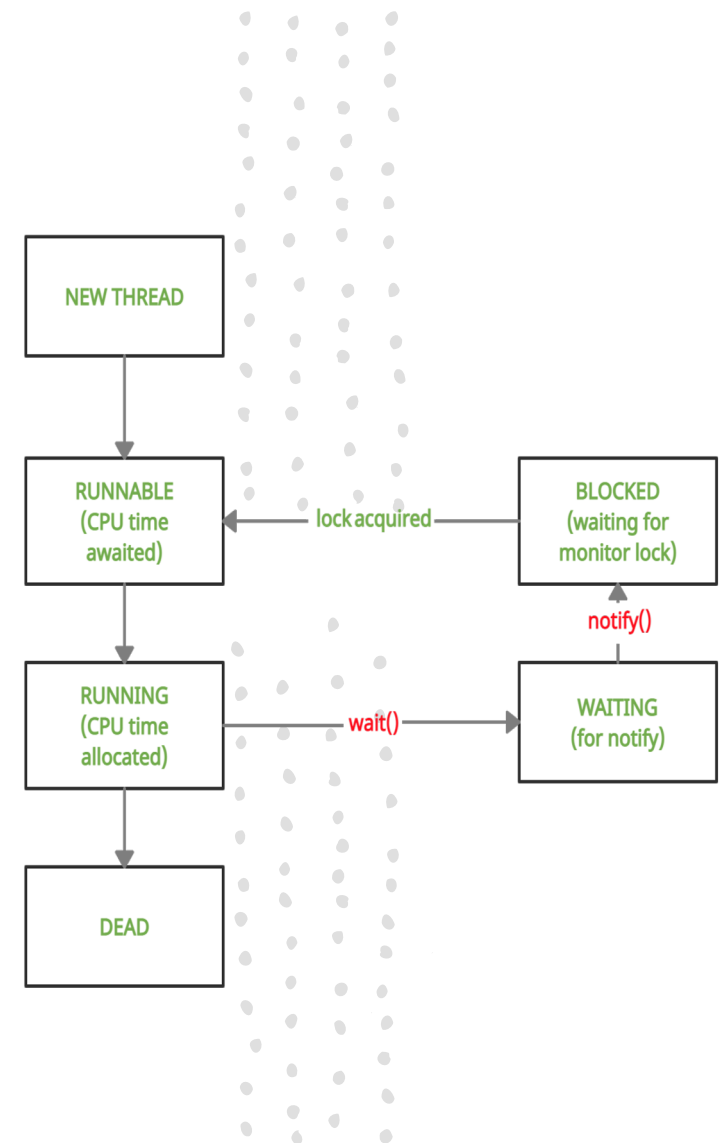 NEW THREAD
RUNNABLE
(CPU time
awaited)
lock acquired
BLOCKED
(waiting for
monitor lock)
notify()
RUNNING
(CPU time
allocated)
wait()
WAITING
(for notify)
DEAD